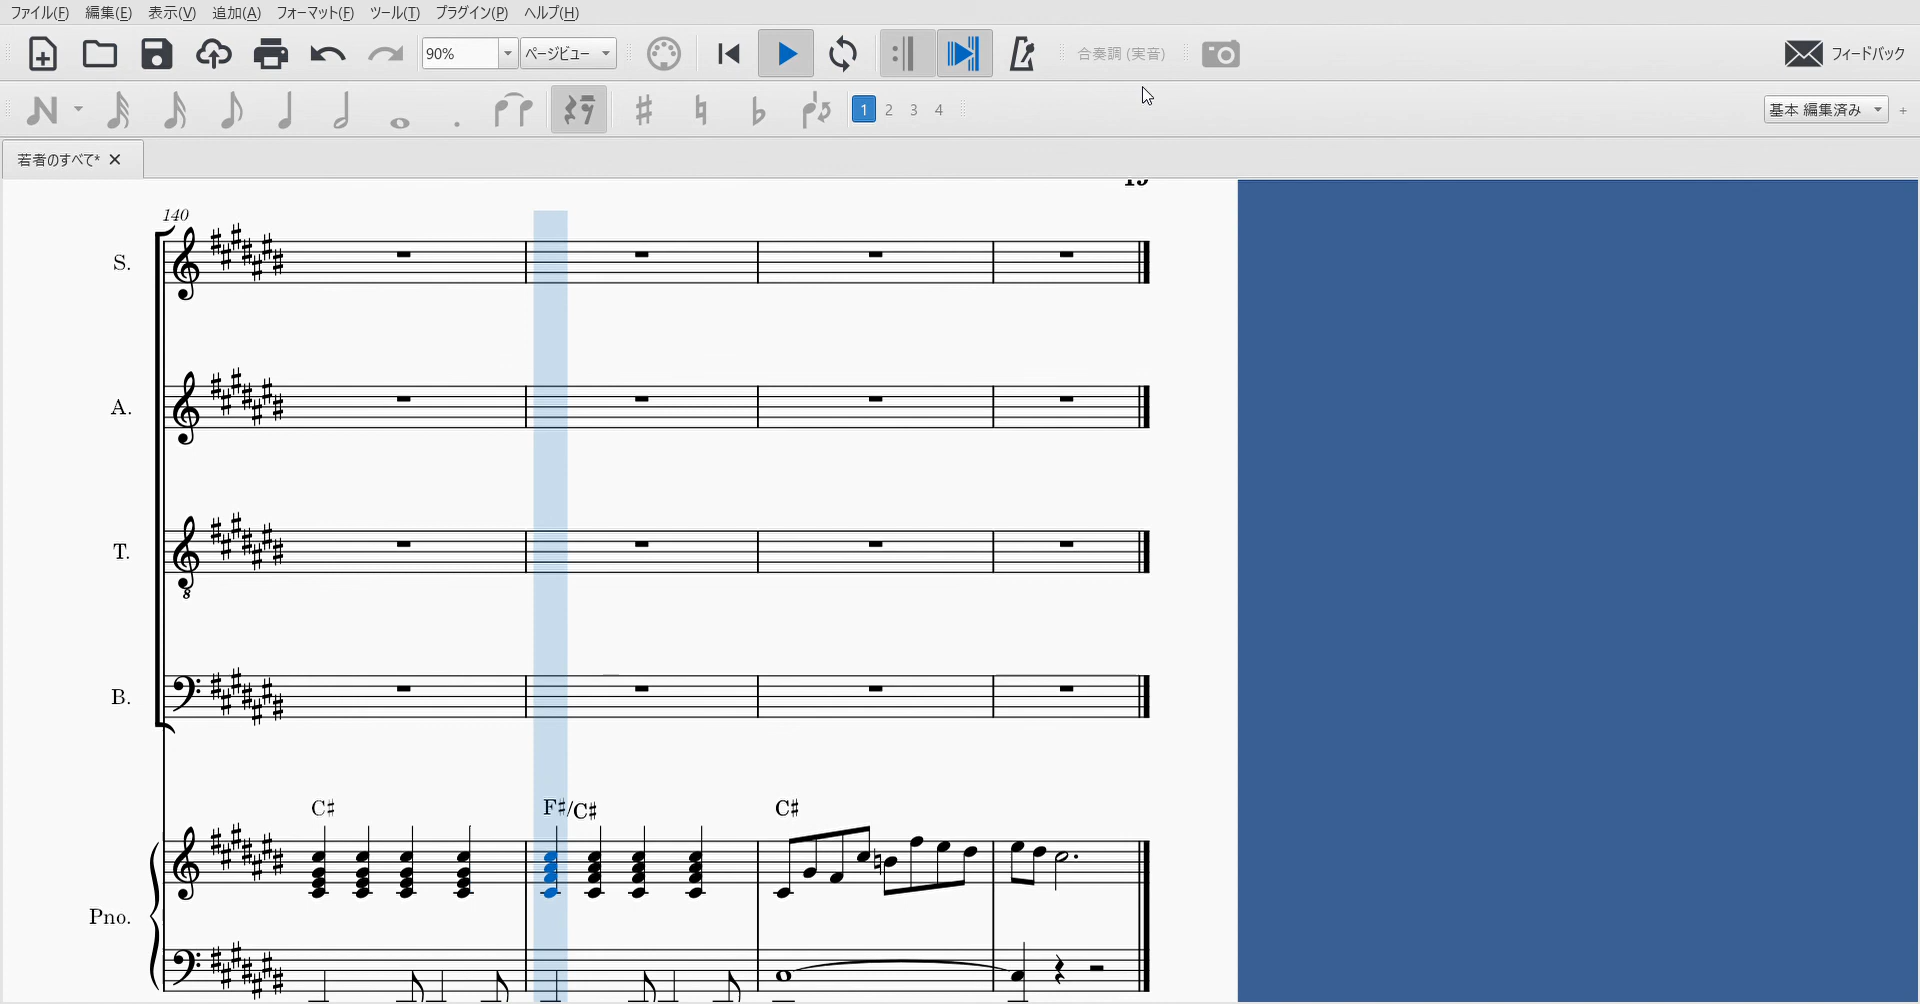 ファイル(F) 編集(E) 表示(V) 追加(A) フォーマット(F) ツール(T) プラグイン(P) ヘルプ(H)
90% ページビュー 合奏調 (実音) フィードバック
1 2 3 4 基本 編集済み +
若者のすべて*
140
S.
A.
T.
8
B.
C♯ F♯/C♯ C♯
Pno.